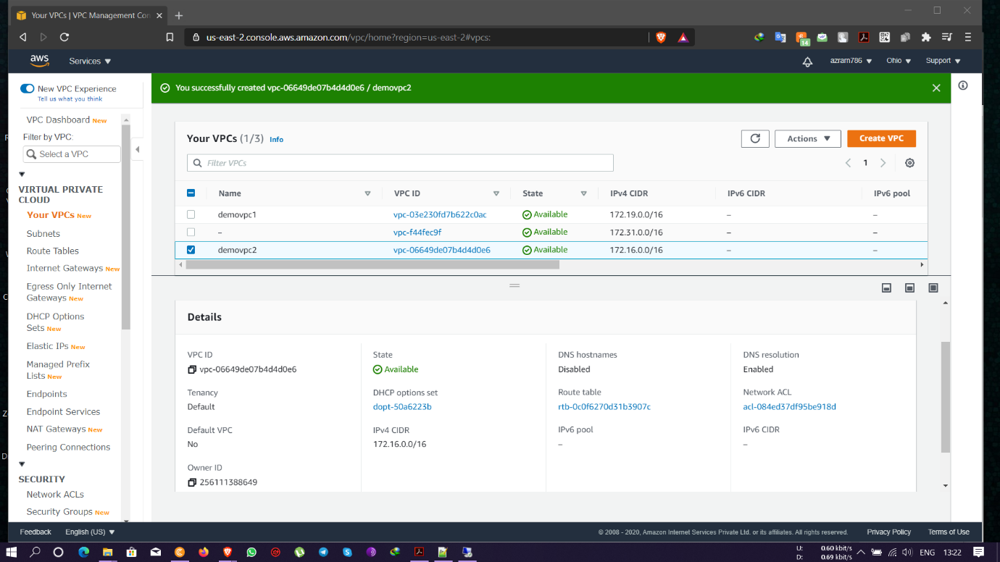 Your VPCs | VPC Management Con
us-east-2.console.aws.amazon.com/vpc/home?region=us-east-2#vpcs:
14
aws
Services
azram786
Ohio
Support
New VPC Experience
Tell us what you think
VPC Dashboard New
Filter by VPC:
Select a VPC
VIRTUAL PRIVATE
CLOUD
Your VPCs New
Subnets
Route Tables
Internet Gateways New
Egress Only Internet
Gateways New
DHCP Options
Sets New
Elastic IPs New
Managed Prefix
Lists New
Endpoints
Endpoint Services
NAT Gateways New
Peering Connections
SECURITY
Network ACLs
Security Groups New
You successfully created vpc-06649de07b4d4d0e6 / demovpc2
Your VPCs (1/3) Info
Actions
Create VPC
Filter VPCs
1
Name VPC ID State IPv4 CIDR IPv6 CIDR IPv6 pool
demovpc1 vpc-03e230fd7b622c0ac Available 172.19.0.0/16 – –
– vpc-f44fec9f Available 172.31.0.0/16 – –
demovpc2 vpc-06649de07b4d4d0e6 Available 172.16.0.0/16 – –
Details
VPC ID State DNS hostnames DNS resolution
vpc-06649de07b4d4d0e6 Available Disabled Enabled
Tenancy DHCP options set Route table Network ACL
Default dopt-50a6223b rtb-0c0f6270d31b3907c acl-084ed37df95be918d
Default VPC IPv4 CIDR IPv6 pool IPv6 CIDR
No 172.16.0.0/16 – –
Owner ID
256111388649
Feedback
English (US)
© 2008 - 2020, Amazon Internet Services Private Ltd. or its affiliates. All rights reserved.
Privacy Policy
Terms of Use
U: 0.60 kbit/s
D: 0.69 kbit/s
ENG
13:22